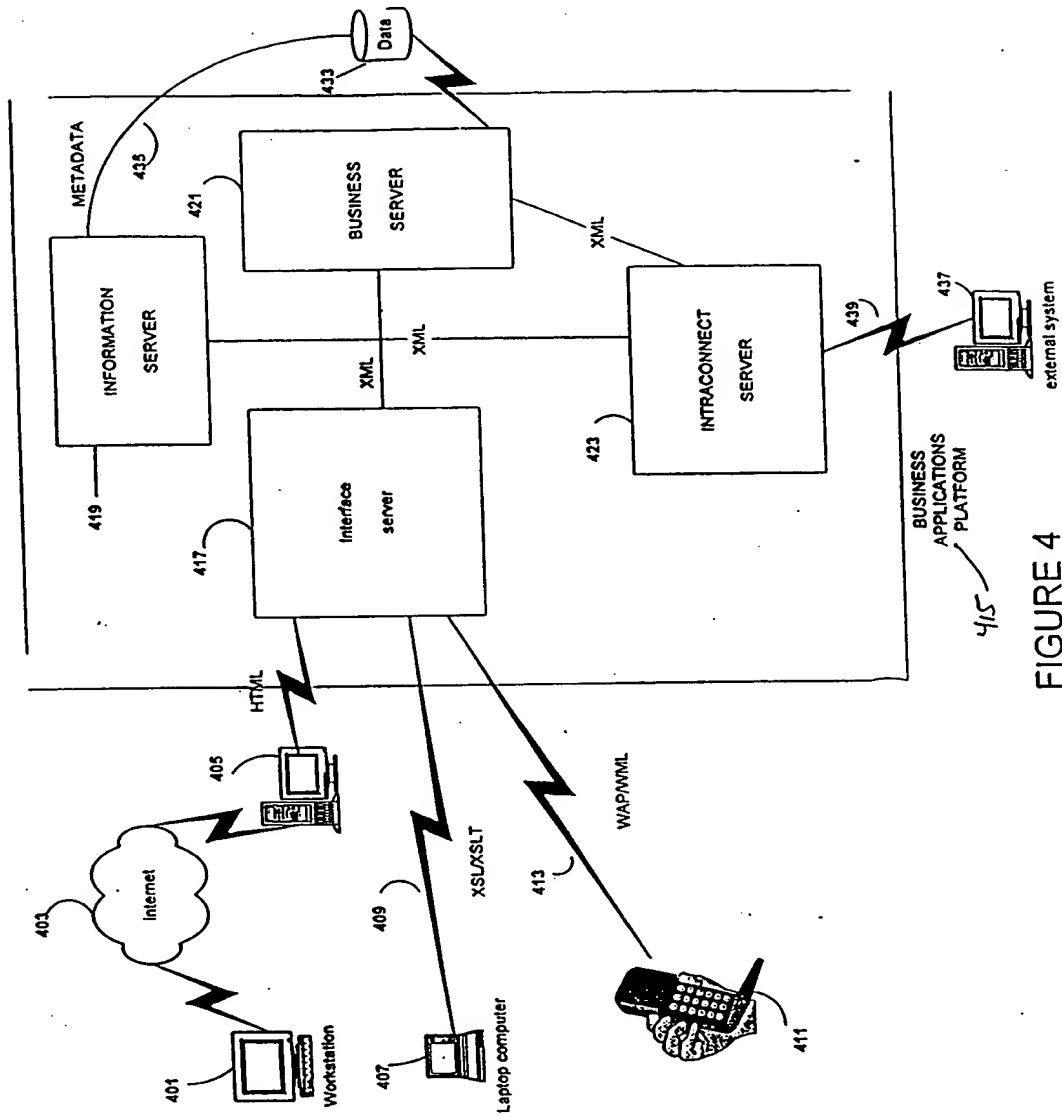 401
Workstation
403
Internet
405
HTML
407
Laptop computer
409
XSL/XSLT
411
413
WAP/WML
417
Interface
server
419
INFORMATION
SERVER
METADATA
435
421
BUSINESS
SERVER
433
Data
XML
XML
XML
423
INTRACONNECT
SERVER
439
437
external system
BUSINESS
APPLICATIONS
PLATFORM
415
FIGURE 4